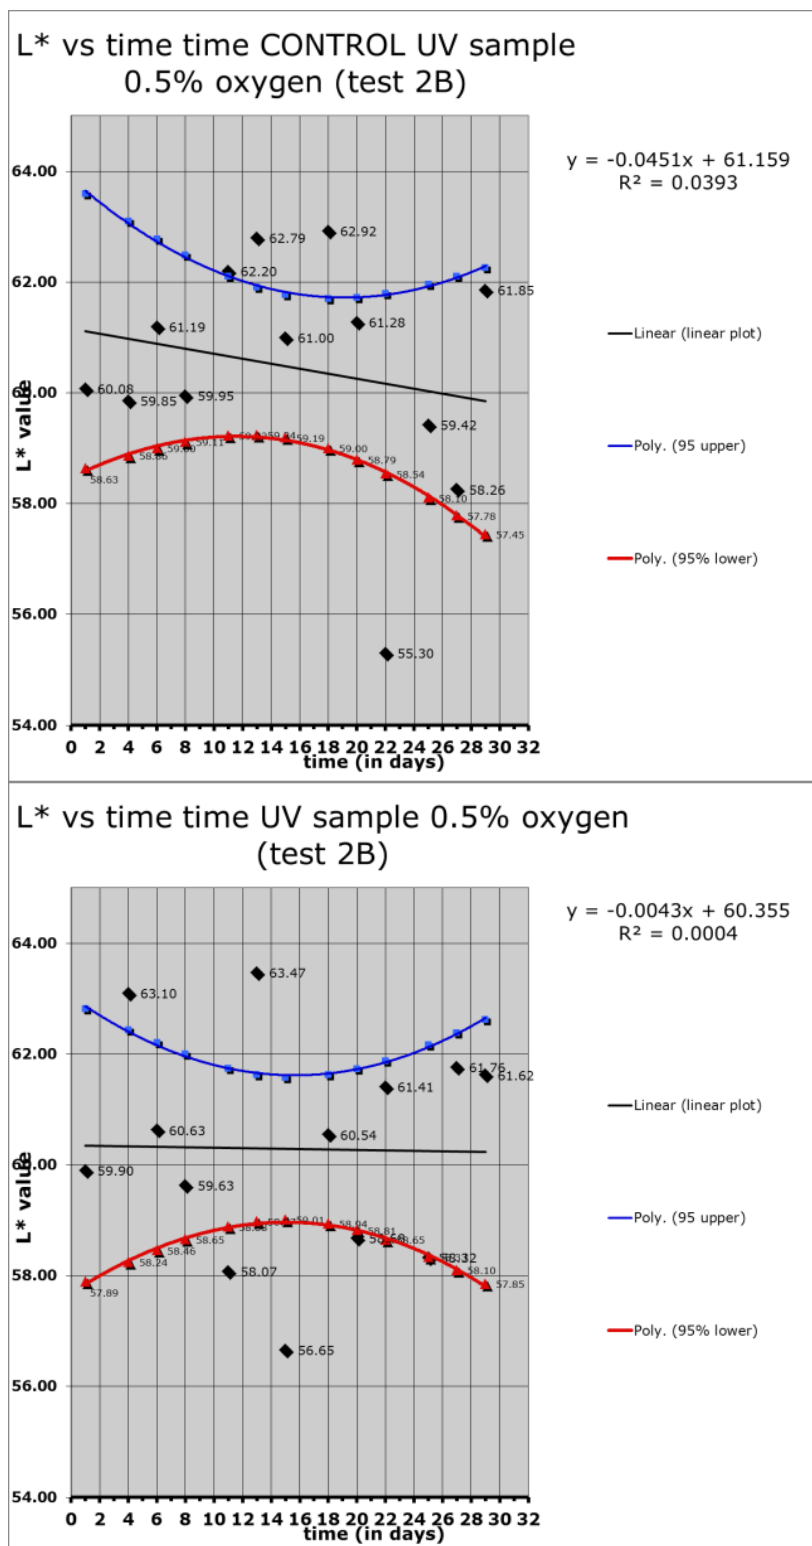 L* vs time time CONTROL UV sample
0.5% oxygen (test 2B)
y = -0.0451x + 61.159
R² = 0.0393
64.00
62.00
60.00
58.00
56.00
54.00
L* value
60.08
59.85
61.19
59.95
62.20
62.79
61.00
62.92
61.28
55.30
59.42
58.26
61.85
58.63
58.86
59.00
59.11
59.19
59.00
58.79
58.54
58.10
57.78
57.45
0 2 4 6 8 10 12 14 16 18 20 22 24 26 28 30 32
time (in days)
Linear (linear plot)
Poly. (95 upper)
Poly. (95% lower)
L* vs time time UV sample 0.5% oxygen
(test 2B)
y = -0.0043x + 60.355
R² = 0.0004
64.00
62.00
60.00
58.00
56.00
54.00
L* value
59.90
63.10
60.63
59.63
58.07
63.47
56.65
60.54
61.41
58.32
61.76
61.62
57.89
58.24
58.46
58.65
59.01
58.94
58.81
58.65
58.10
57.85
0 2 4 6 8 10 12 14 16 18 20 22 24 26 28 30 32
time (in days)
Linear (linear plot)
Poly. (95 upper)
Poly. (95% lower)